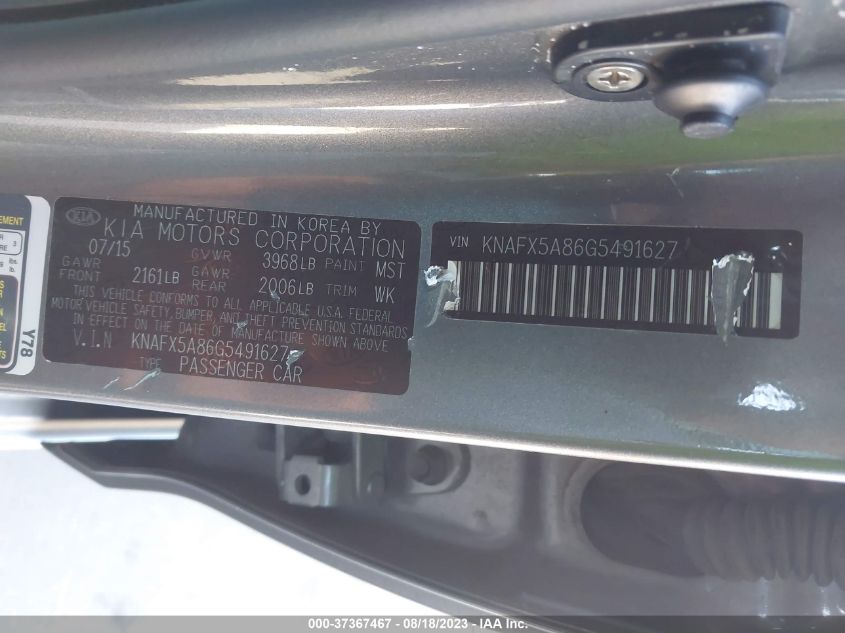 KIA
MANUFACTURED IN KOREA BY
KIA MOTORS CORPORATION
07/15 GVWR 3968LB PAINT MST
GAWR FRONT 2161LB GAWR REAR 2006LB TRIM WK
THIS VEHICLE CONFORMS TO ALL APPLICABLE U.S.A. FEDERAL
MOTOR VEHICLE SAFETY, BUMPER, AND THEFT PREVENTION STANDARDS
IN EFFECT ON THE DATE OF MANUFACTURE SHOWN ABOVE
V.I.N KNAFX5A86G5491627
TYPE PASSENGER CAR
VIN KNAFX5A86G5491627
3
lbs.
lb.
Y78
000-37367467 - 08/18/2023 - IAA Inc.